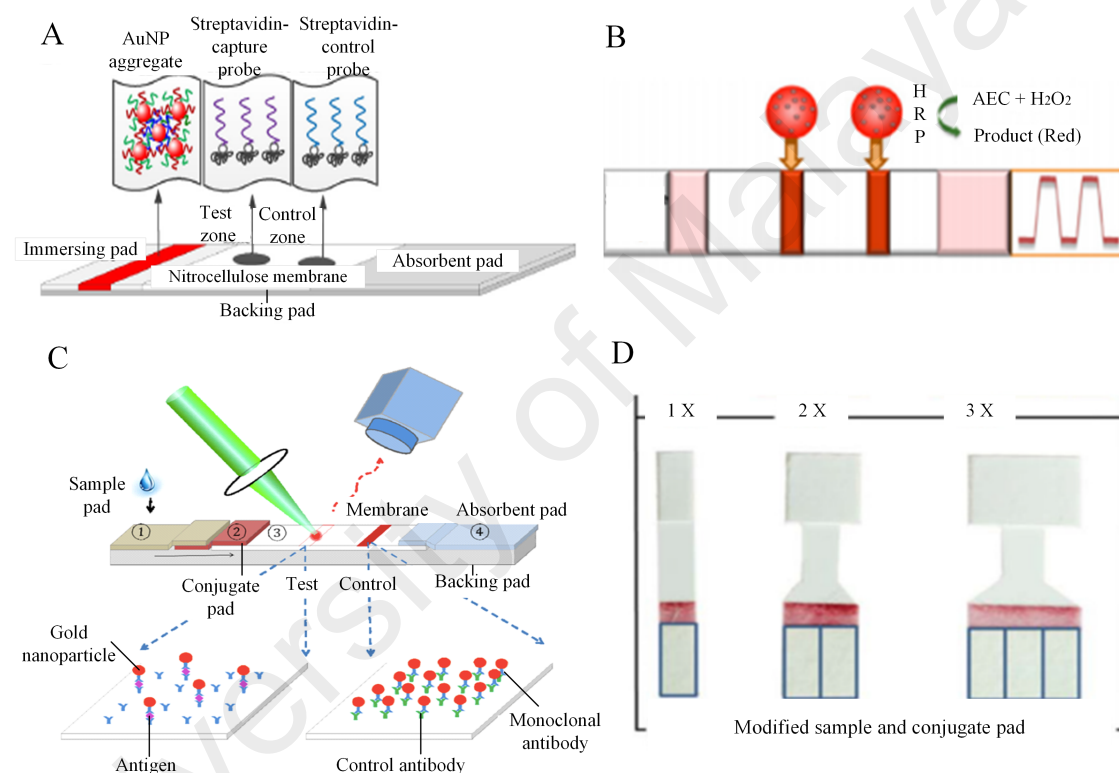 A
AuNP
aggregate
Streptavidin-
capture
probe
Streptavidin-
control
probe
Test
zone
Control
zone
Immersing pad
Nitrocellulose membrane
Absorbent pad
Backing pad
B
H
R
P
AEC + H2O2
Product (Red)
C
Sample
pad
Membrane
Absorbent pad
① ② ③ ④
Conjugate
pad
Test
Control
Backing pad
Gold
nanoparticle
Antigen
Control antibody
Monoclonal
antibody
D
1 X 2 X 3 X
Modified sample and conjugate pad
versity of Malaya